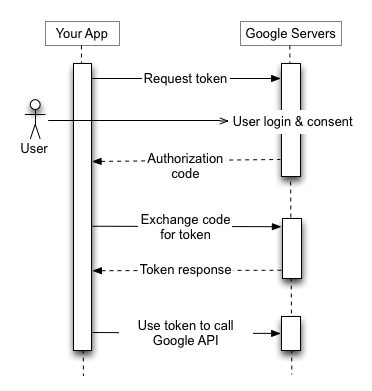 Your App
Google Servers
Request token
User login & consent
User
Authorization
code
Exchange code
for token
Token response
Use token to call
Google API